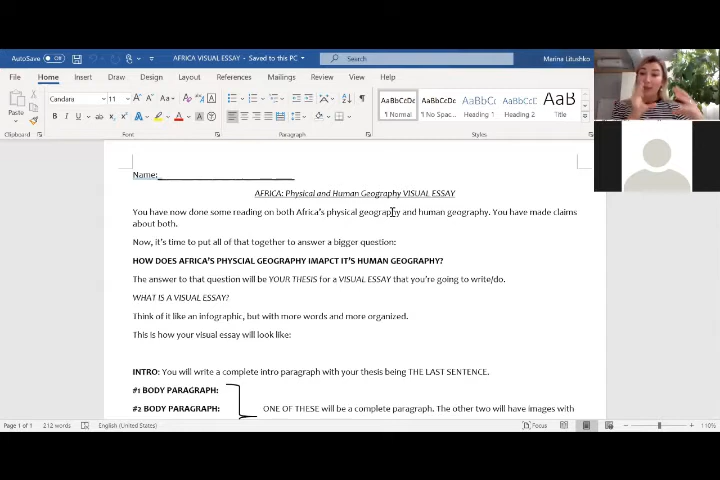 AutoSave Off AFRICA VISUAL ESSAY - Saved to this PC Search Marina Litushko
File Home Insert Draw Design Layout References Mailings Review View Help
Candara 11 AaBbCcDc AaBbCcDc AaBbCc AaBbCcC AaB
Paste ¶ Normal ¶ No Spac... Heading 1 Heading 2 Title
Clipboard Font Paragraph Styles
Name:
AFRICA: Physical and Human Geography VISUAL ESSAY
You have now done some reading on both Africa's physical geography and human geography. You have made claims
about both.
Now, it's time to put all of that together to answer a bigger question:
HOW DOES AFRICA'S PHYSCIAL GEOGRAPHY IMAPCT IT'S HUMAN GEOGRAPHY?
The answer to that question will be YOUR THESIS for a VISUAL ESSAY that you're going to write/do.
WHAT IS A VISUAL ESSAY?
Think of it like an infographic, but with more words and more organized.
This is how your visual essay will look like:
INTRO: You will write a complete intro paragraph with your thesis being THE LAST SENTENCE.
#1 BODY PARAGRAPH:
#2 BODY PARAGRAPH: ONE OF THESE will be a complete paragraph. The other two will have images with
Page 1 of 1 212 words English (United States) Focus 110%